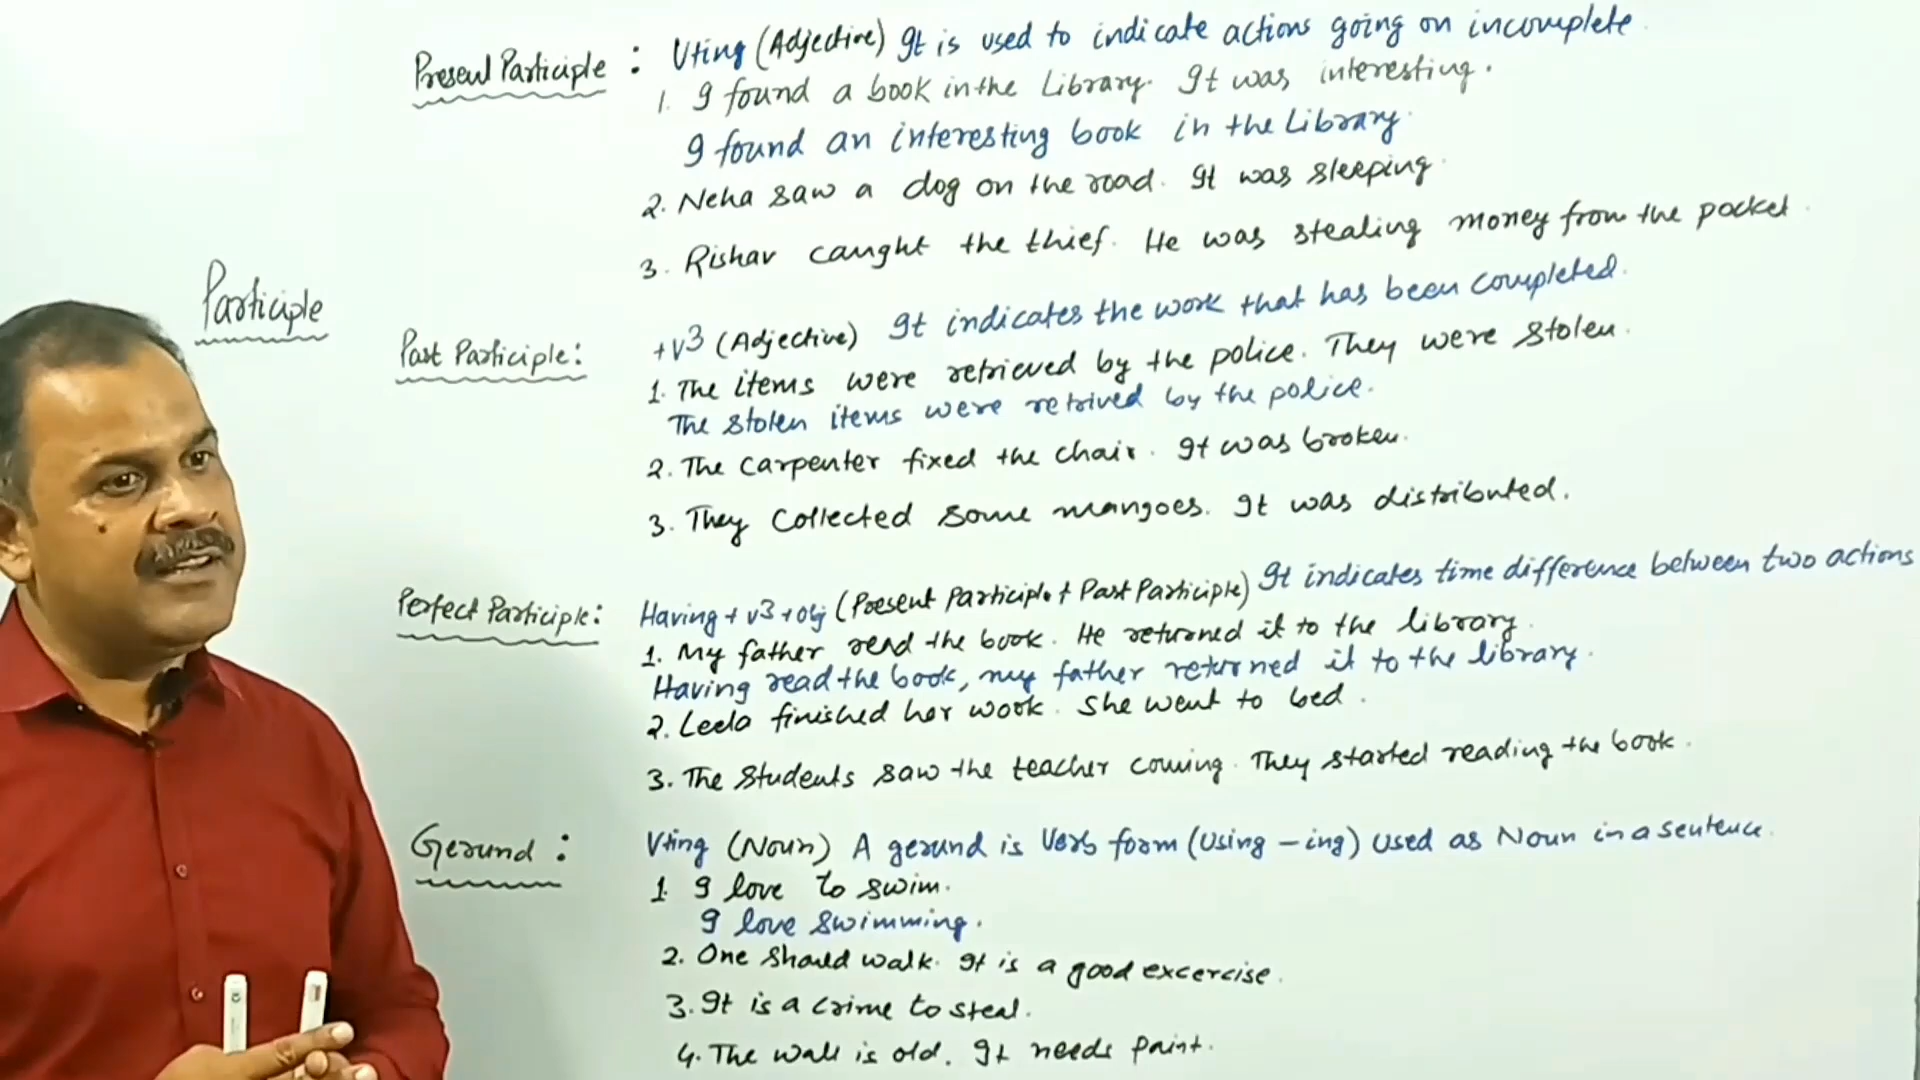 Participle
Present Participle : V+ing (Adjective) It is used to indicate actions going on incomplete.
1. I found a book in the Library. It was interesting.
I found an interesting book in the Library.
2. Neha saw a dog on the road. It was sleeping.
3. Rishav caught the thief. He was stealing money from the pocket.
Past Participle : +V3 (Adjective) It indicates the work that has been completed.
1. The items were retrieved by the police. They were stolen.
The stolen items were retrived by the police.
2. The carpenter fixed the chair. It was broken.
3. They collected some mangoes. It was distributed.
Perfect Participle : Having + V3 + obj (Present Participle + Past Participle) It indicates time difference between two actions
1. My father read the book. He returned it to the library.
Having read the book, my father returned it to the library.
2. Leela finished her work. She went to bed.
3. The students saw the teacher coming. They started reading the book.
Gerund : V+ing (Noun) A gerund is Verb form (Using -ing) used as Noun in a sentence.
1. I love to swim.
I love swimming.
2. One should walk. It is a good excercise.
3. It is a crime to steal.
4. The wall is old. It needs paint.